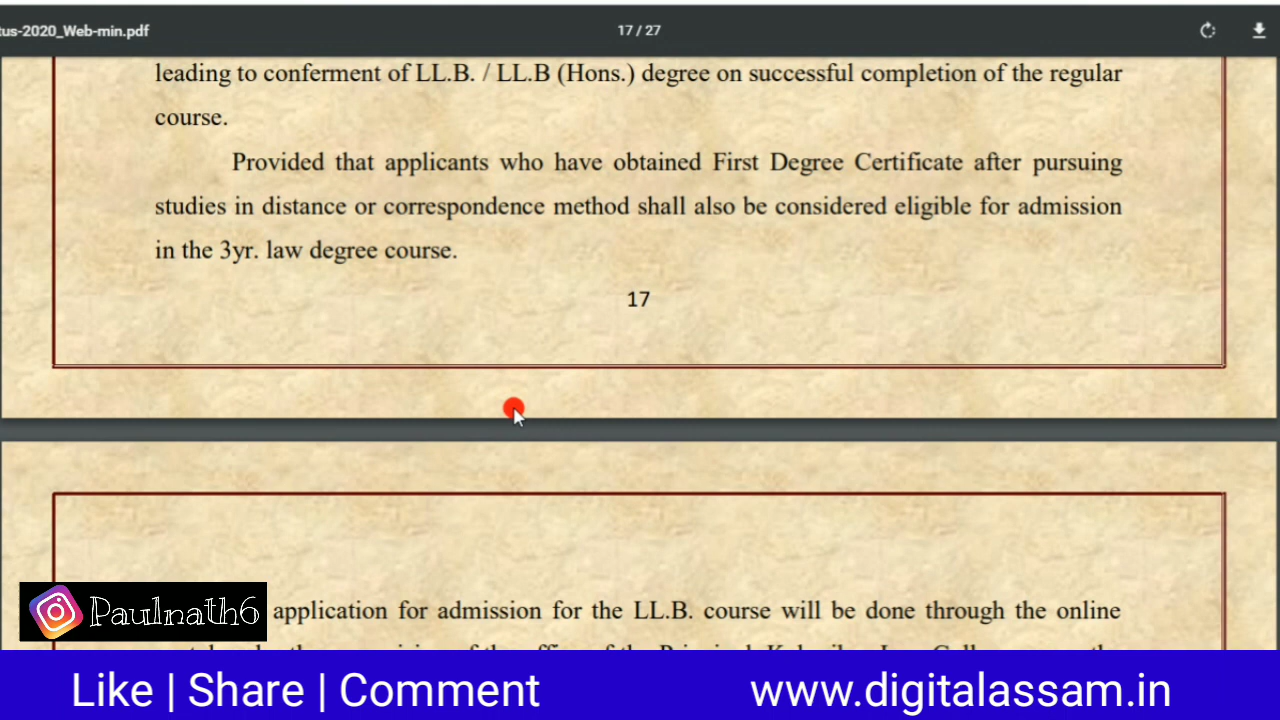 tus-2020_Web-min.pdf
17 / 27
leading to conferment of LL.B. / LL.B (Hons.) degree on successful completion of the regular
course.
Provided that applicants who have obtained First Degree Certificate after pursuing
studies in distance or correspondence method shall also be considered eligible for admission
in the 3yr. law degree course.
17
application for admission for the LL.B. course will be done through the online
Paulnath6
Like | Share | Comment
www.digitalassam.in